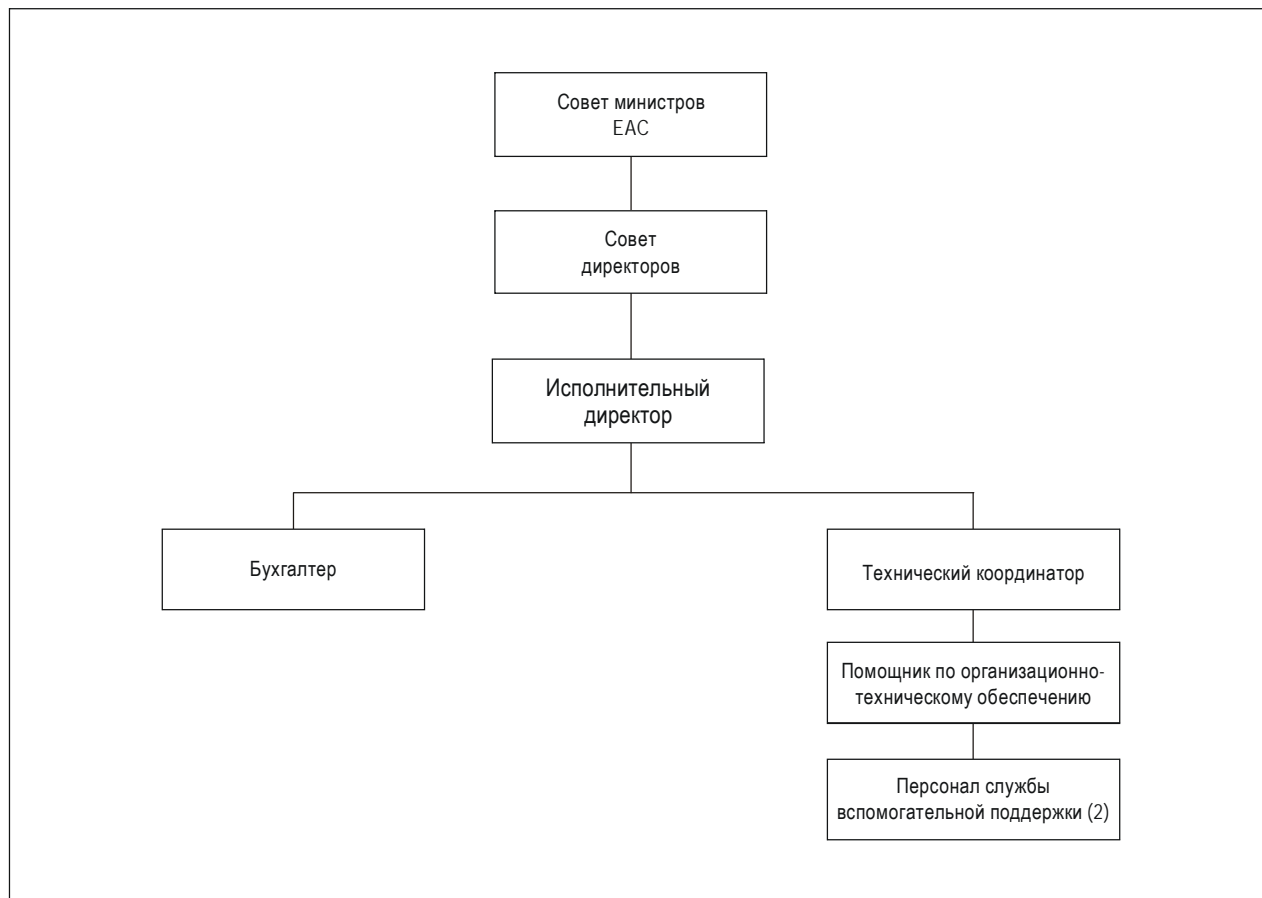 Совет министров
ЕАС
Совет
директоров
Исполнительный
директор
Бухгалтер
Технический координатор
Помощник по организационно-
техническому обеспечению
Персонал службы
вспомогательной поддержки (2)